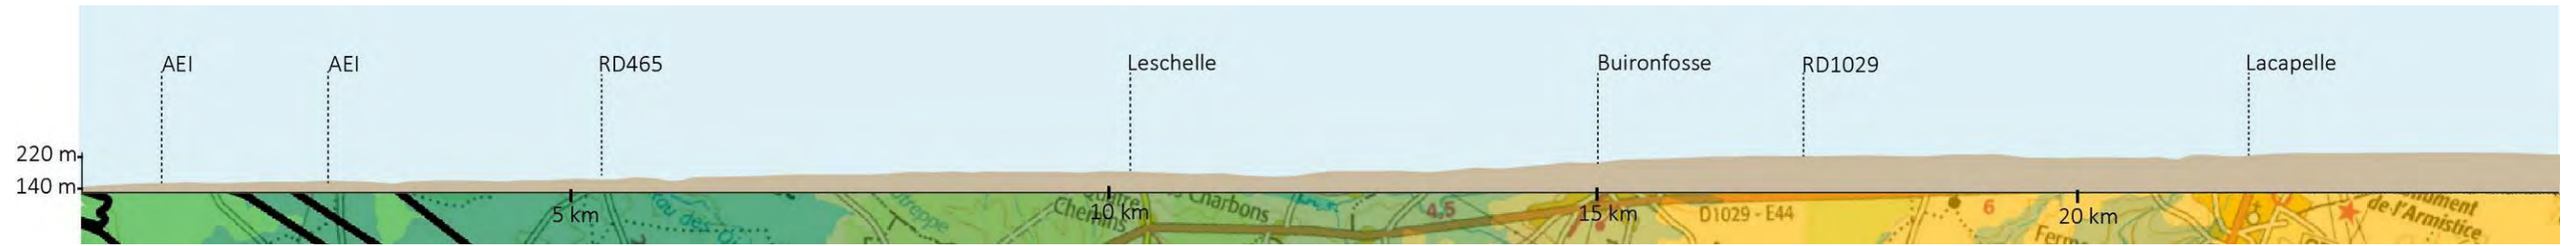 AEI
AEI
RD465
Leschelle
Buironfosse
RD1029
Lacapelle
220 m
140 m
5 km
10 km
15 km
20 km
Chemins
Charbons
4,5
D1029 - E44
6
Ferme
de l'Armistice